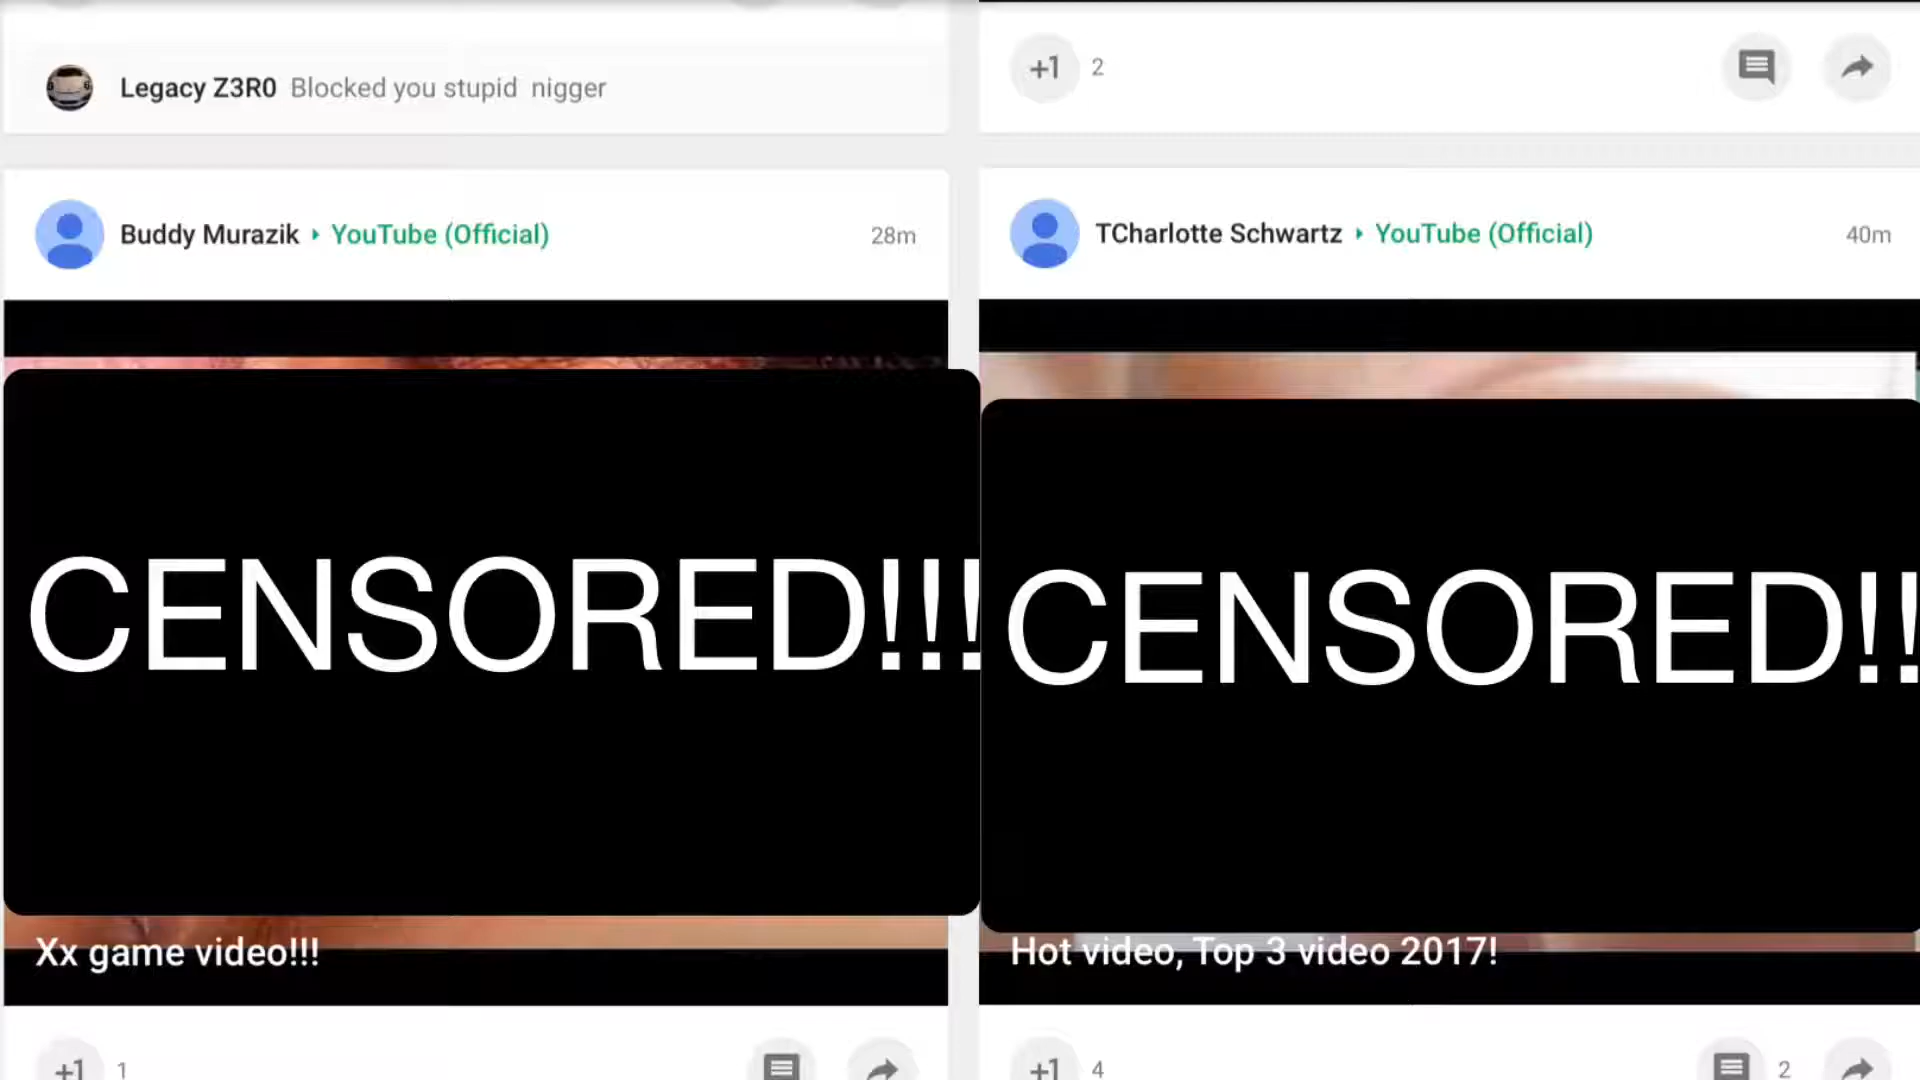 Legacy Z3R0 Blocked you stupid nigger
+1 2
Buddy Murazik ▸ YouTube (Official) 28m
TCharlotte Schwartz ▸ YouTube (Official) 40m
CENSORED!!!
CENSORED!!
Xx game video!!!
Hot video, Top 3 video 2017!
+1 1
+1 4 2